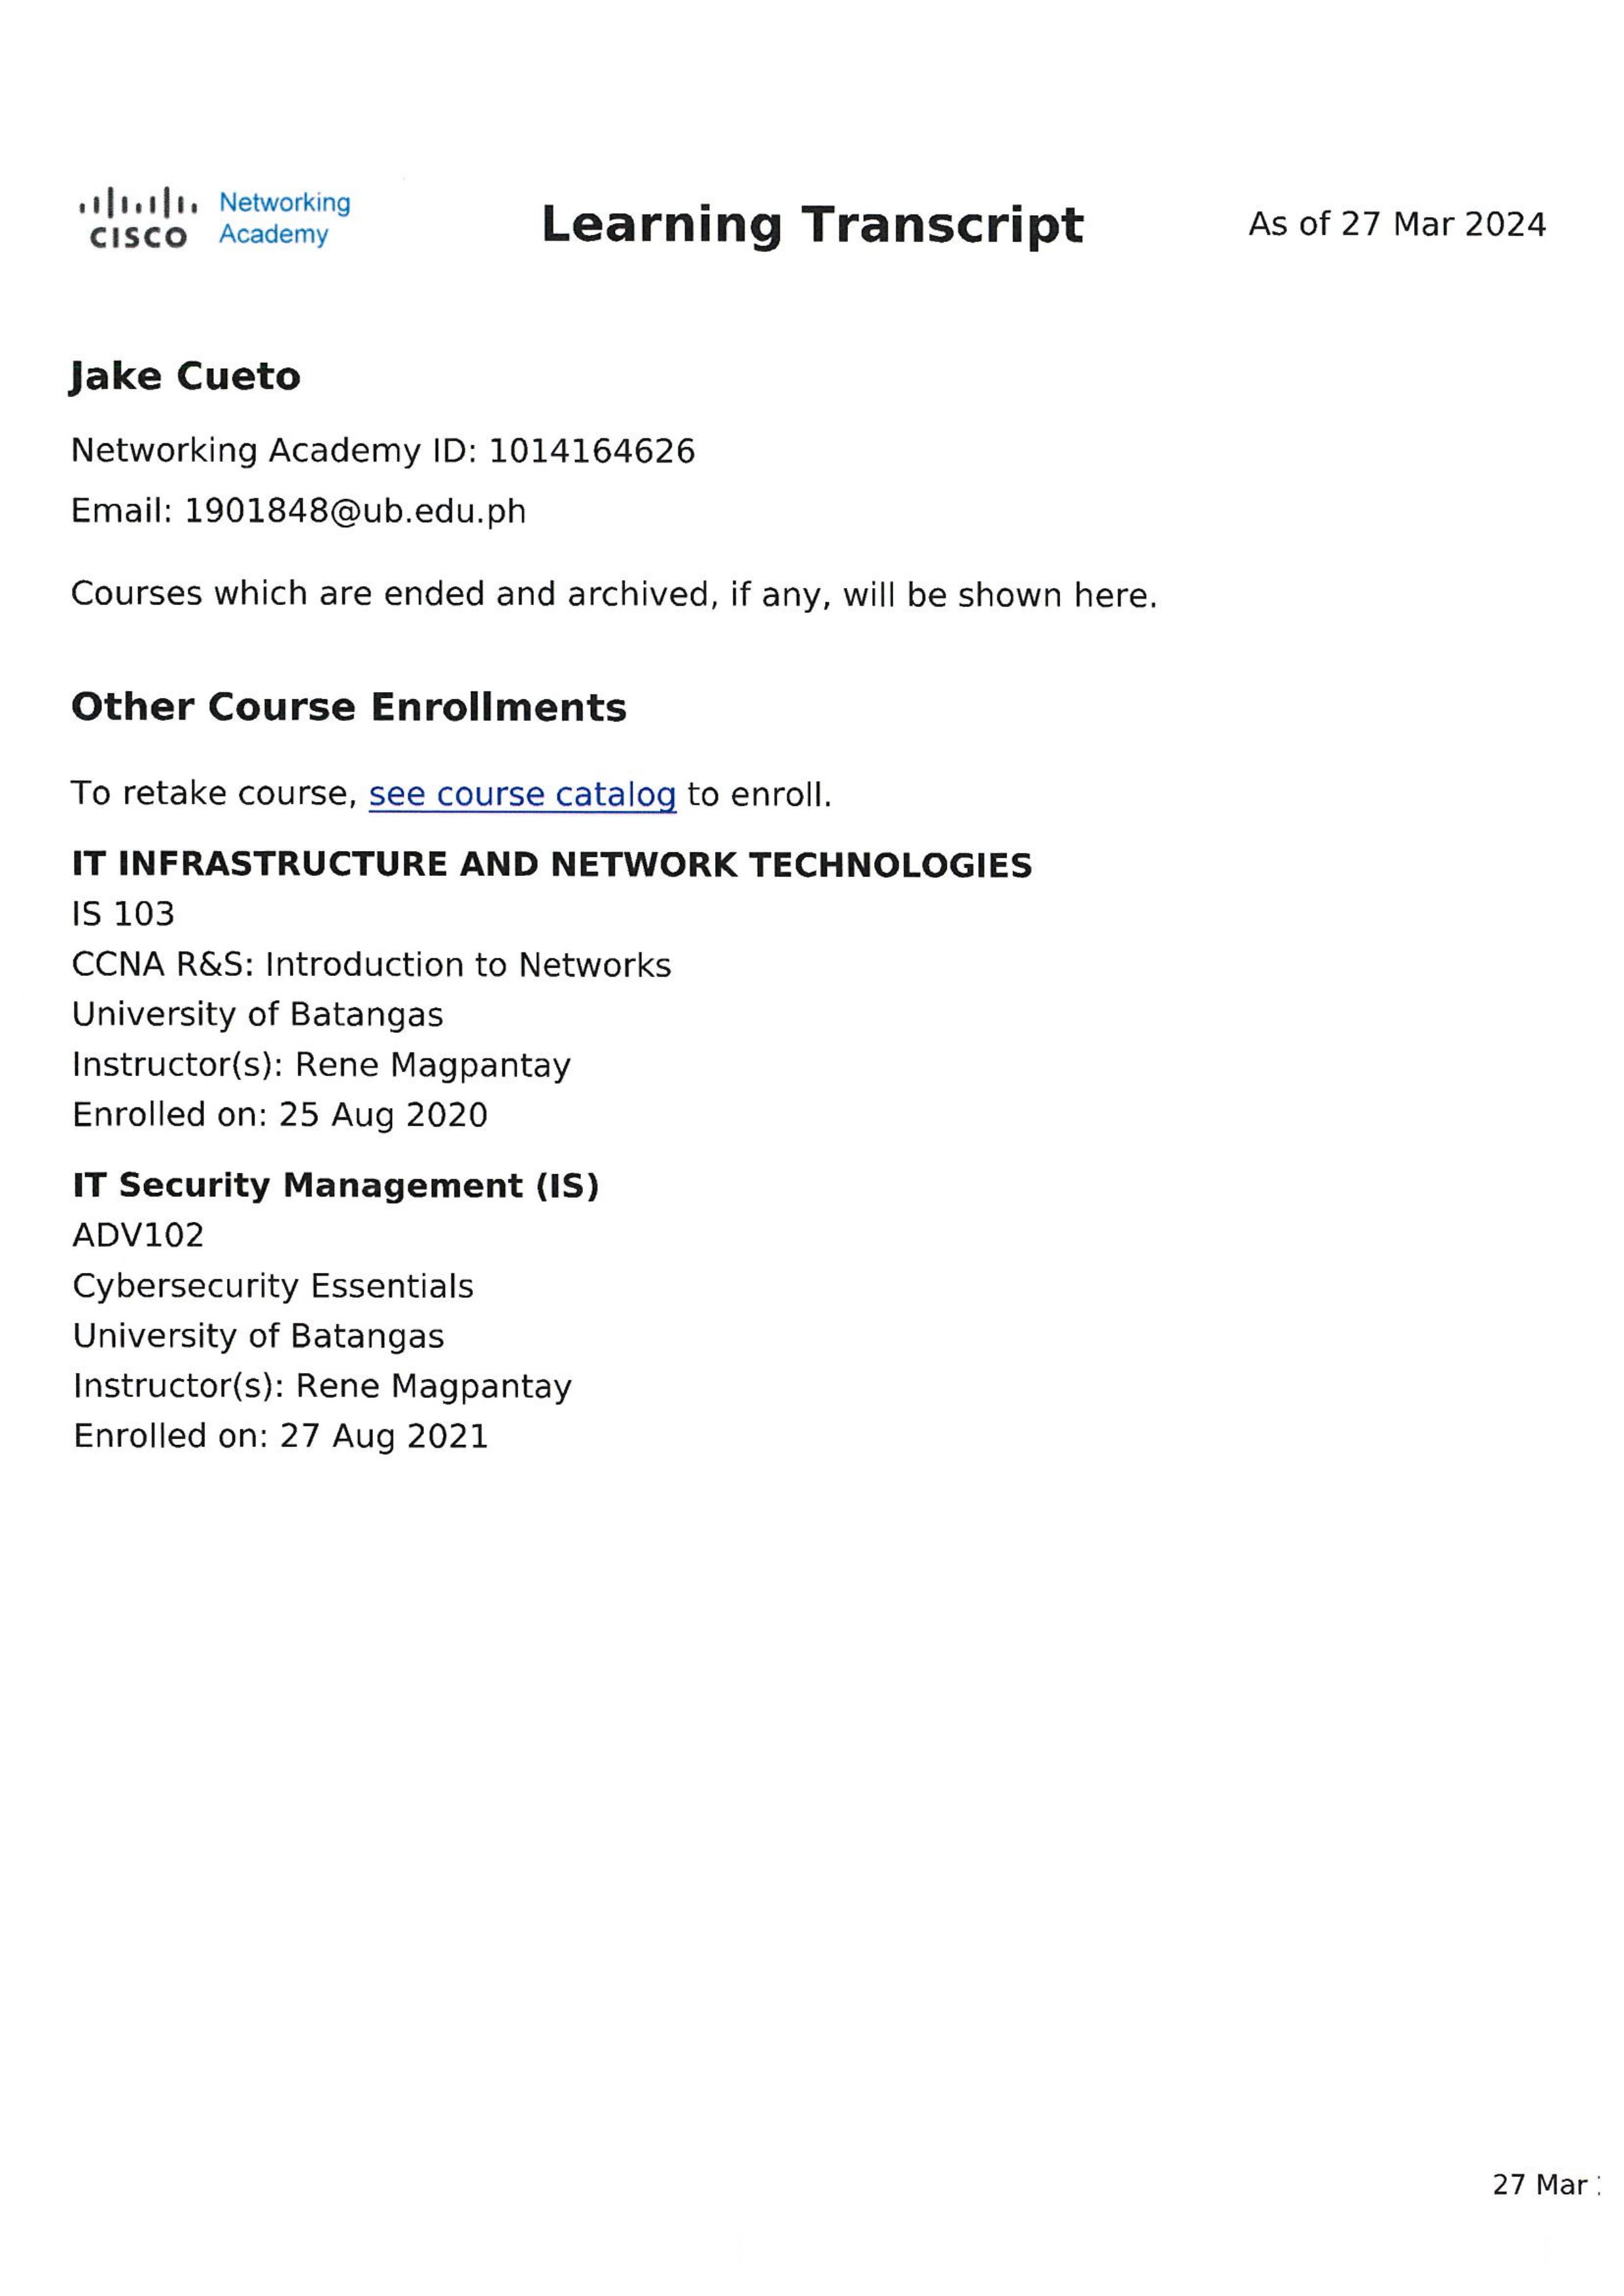 CISCO
Networking
Academy
Learning Transcript
As of 27 Mar 2024
Jake Cueto
Networking Academy ID: 1014164626
Email: 1901848@ub.edu.ph
Courses which are ended and archived, if any, will be shown here.
Other Course Enrollments
To retake course, see course catalog to enroll.
IT INFRASTRUCTURE AND NETWORK TECHNOLOGIES
IS 103
CCNA R&S: Introduction to Networks
University of Batangas
Instructor(s): Rene Magpantay
Enrolled on: 25 Aug 2020
IT Security Management (IS)
ADV102
Cybersecurity Essentials
University of Batangas
Instructor(s): Rene Magpantay
Enrolled on: 27 Aug 2021
27 Mar